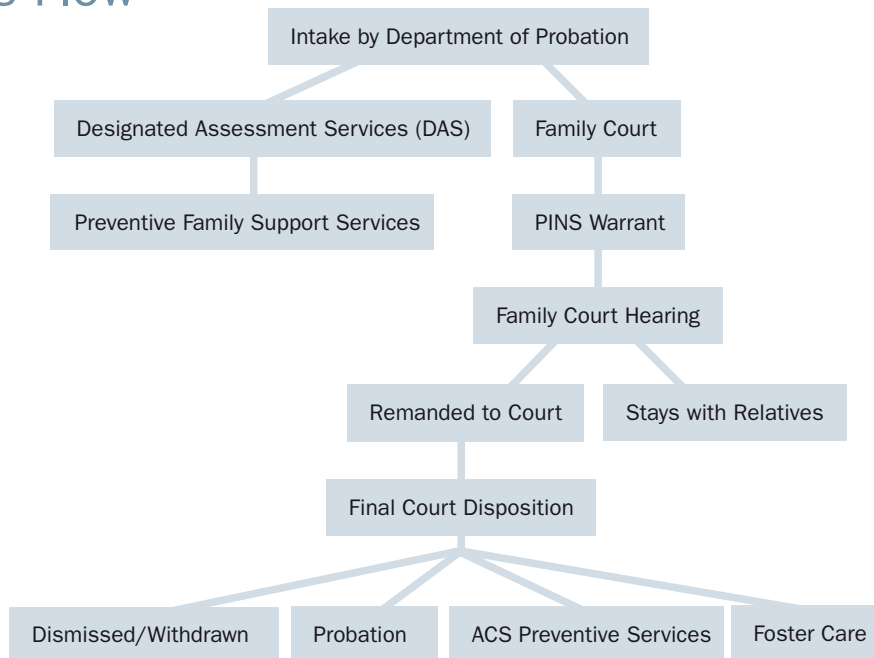 Flow
Intake by Department of Probation
Designated Assessment Services (DAS)
Family Court
Preventive Family Support Services
PINS Warrant
Family Court Hearing
Remanded to Court
Stays with Relatives
Final Court Disposition
Dismissed/Withdrawn
Probation
ACS Preventive Services
Foster Care